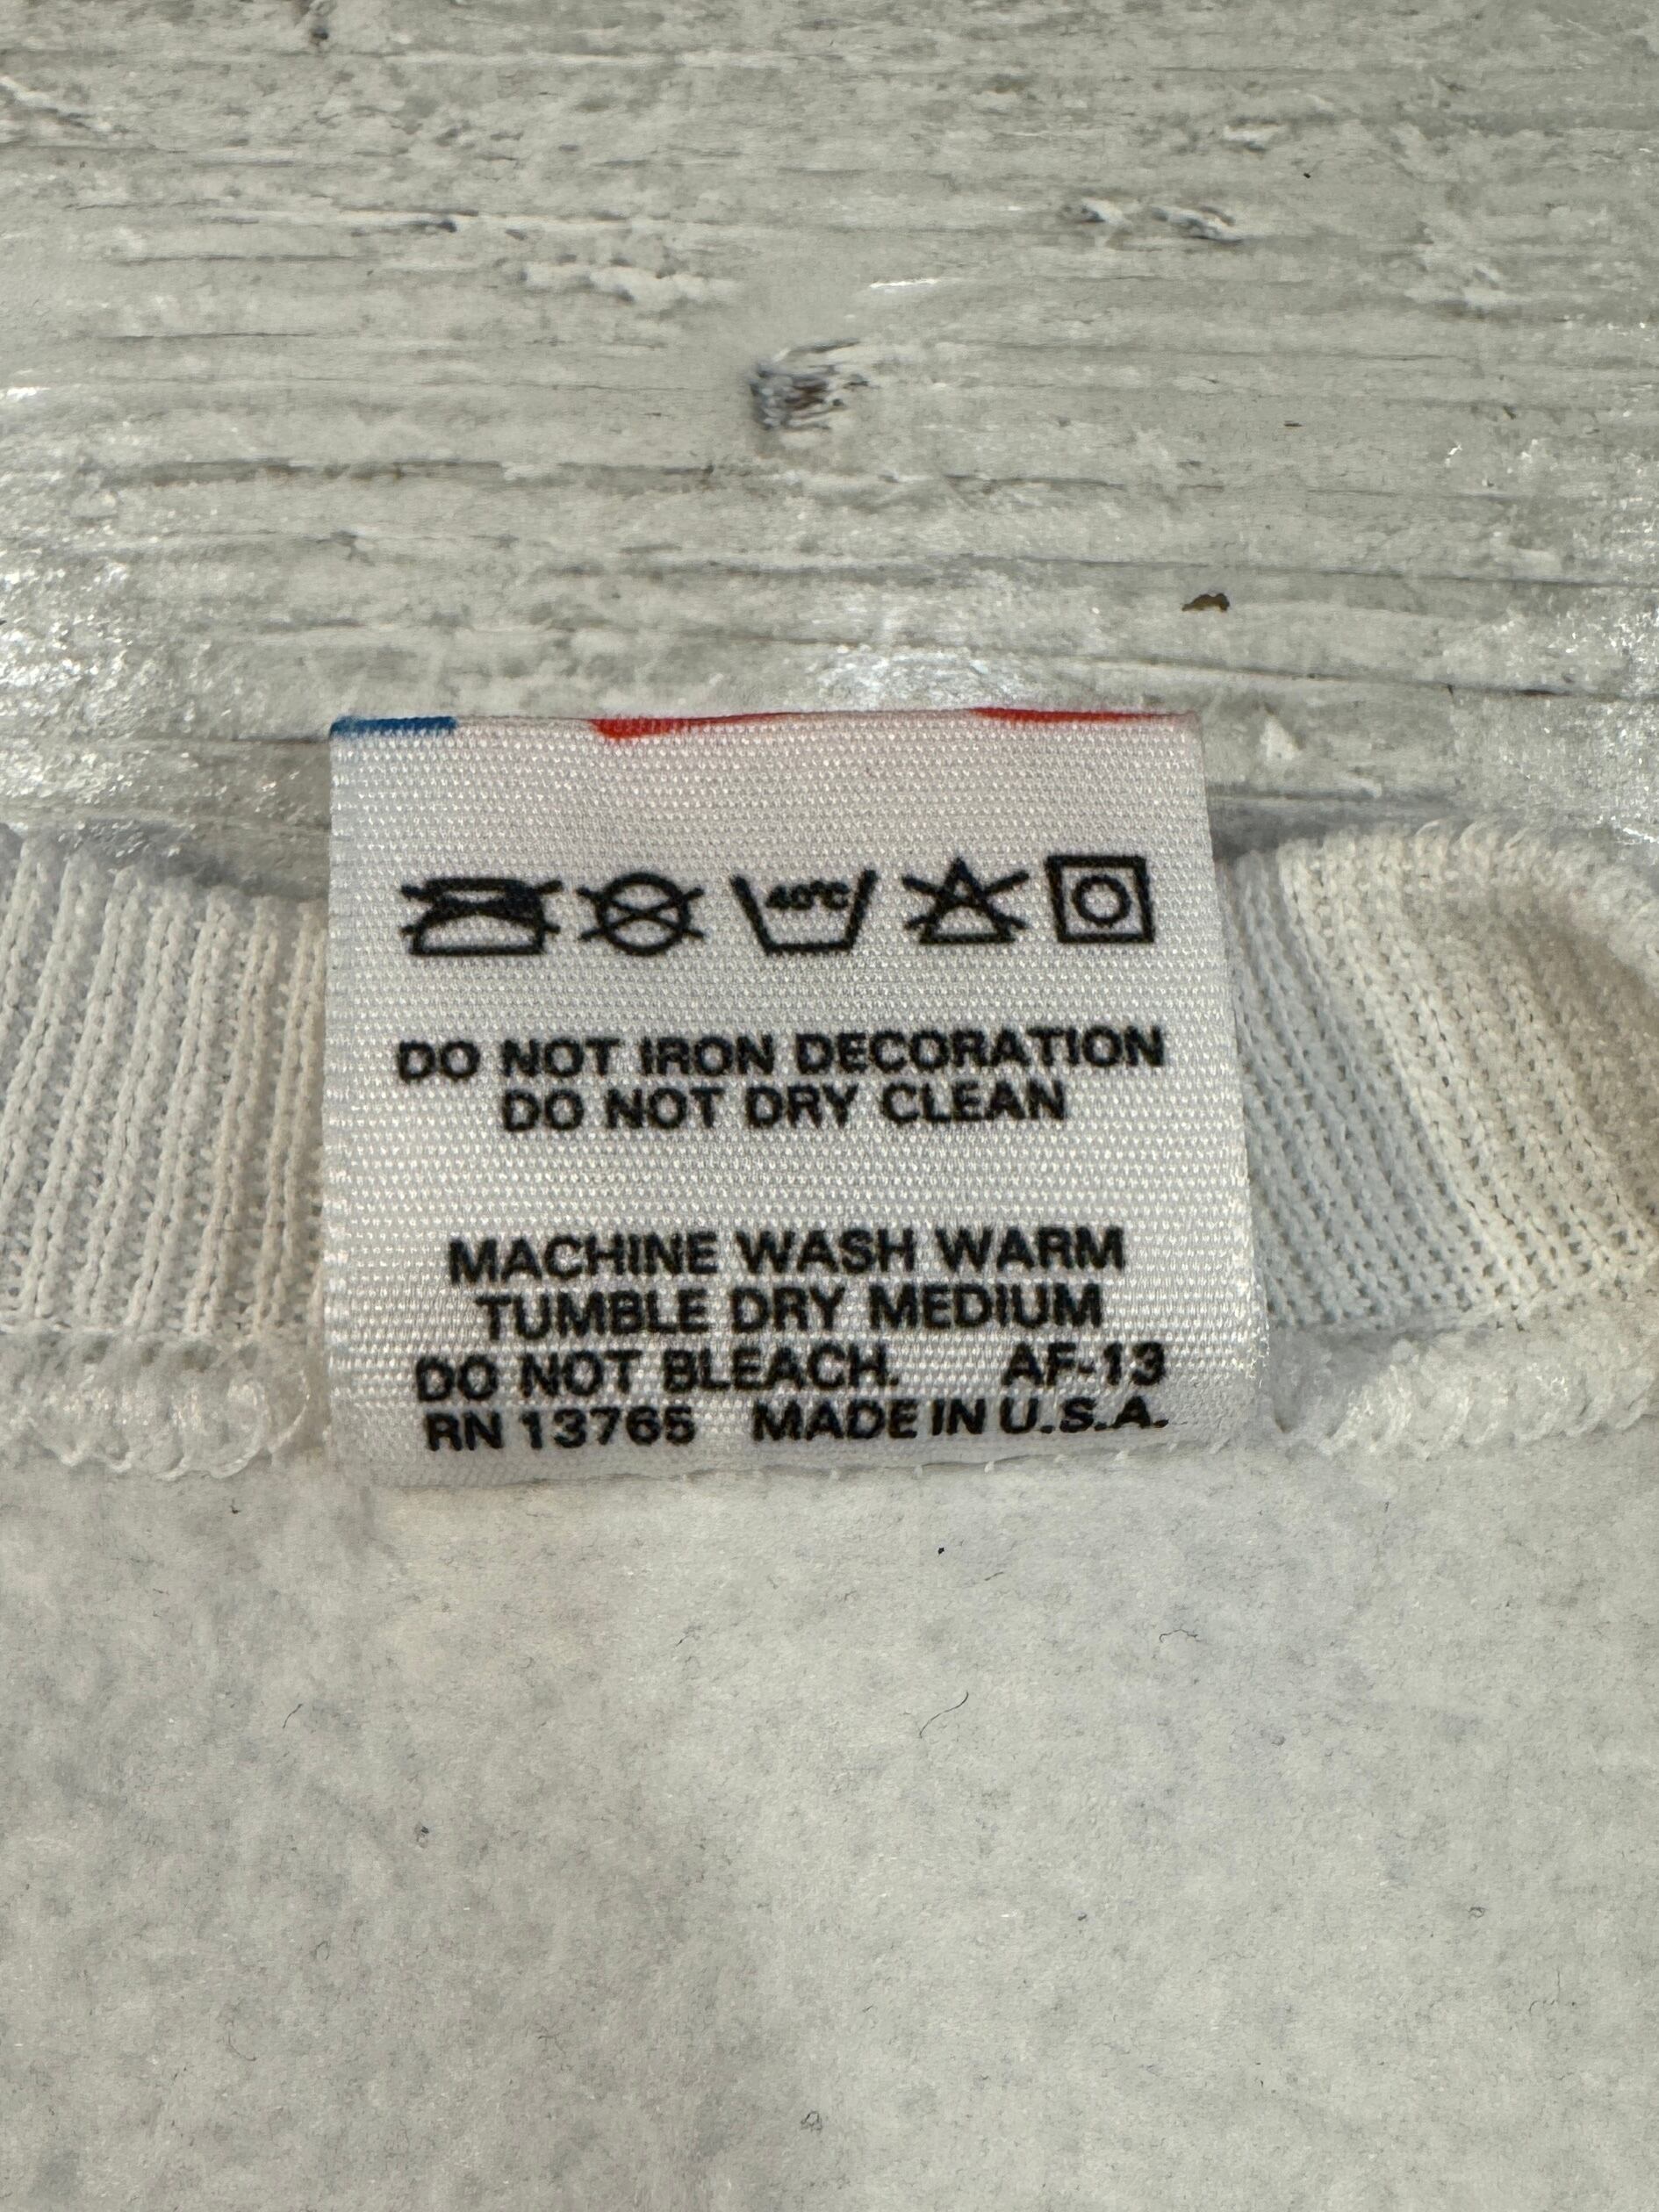 40°C
DO NOT IRON DECORATION
DO NOT DRY CLEAN
MACHINE WASH WARM
TUMBLE DRY MEDIUM
DO NOT BLEACH. AF-13
RN 13765 MADE IN U.S.A.